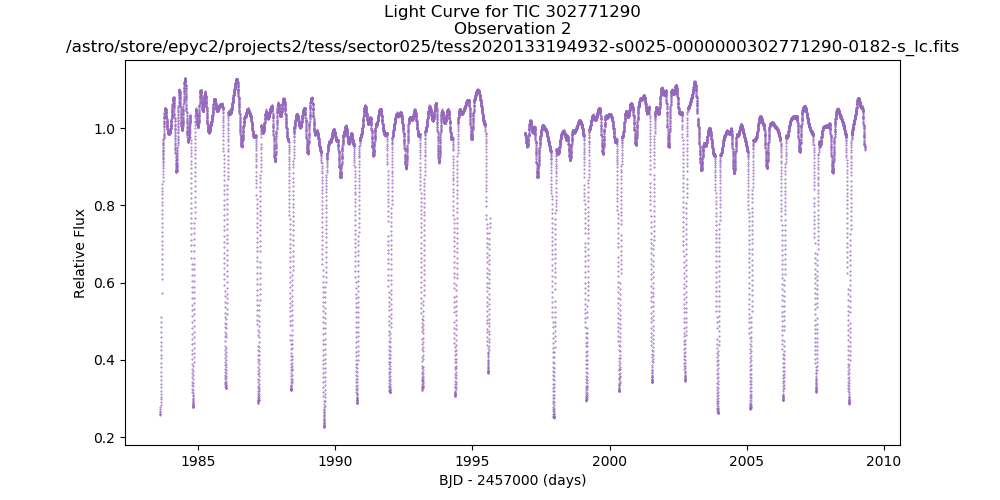 Light Curve for TIC 302771290
Observation 2
/astro/store/epyc2/projects2/tess/sector025/tess2020133194932-s0025-0000000302771290-0182-s_lc.fits
Relative Flux
1.0
0.8
0.6
0.4
0.2
1985
1990
1995
2000
2005
2010
BJD - 2457000 (days)